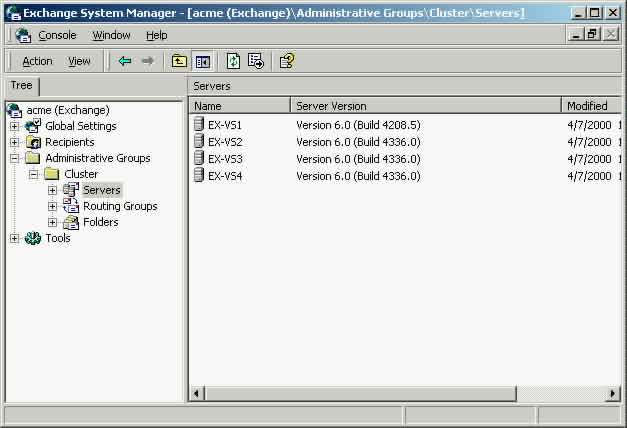 Exchange System Manager - [acme (Exchange)\Administrative Groups\Cluster\Servers]
Console Window Help
Action View
Tree
Servers
acme (Exchange)
Global Settings
Recipients
Administrative Groups
Cluster
Servers
Routing Groups
Folders
Tools
Name Server Version Modified
EX-VS1 Version 6.0 (Build 4208.5) 4/7/2000 1
EX-VS2 Version 6.0 (Build 4336.0) 4/7/2000 1
EX-VS3 Version 6.0 (Build 4336.0) 4/7/2000 1
EX-VS4 Version 6.0 (Build 4336.0) 4/7/2000 1